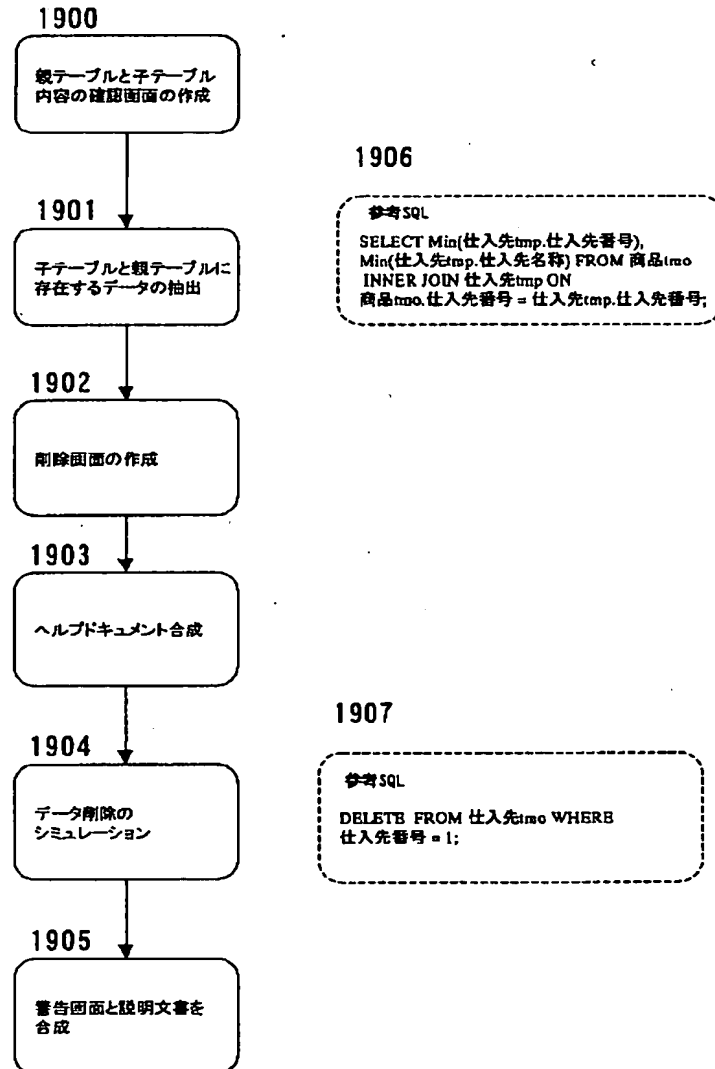 1900
親テーブルと子テーブル
内容の確認画面の作成
1901
子テーブルと親テーブルに
存在するデータの抽出
1902
削除画面の作成
1903
ヘルプドキュメント合成
1904
データ削除の
シミュレーション
1905
警告画面と説明文書を
合成
1906
参考SQL
SELECT Min(仕入先tmp.仕入先番号),
Min(仕入先tmp.仕入先名称) FROM 商品tmo
INNER JOIN 仕入先tmp ON
商品tmo.仕入先番号 = 仕入先tmp.仕入先番号;
1907
参考SQL
DELETE FROM 仕入先tmo WHERE
仕入先番号 = 1;